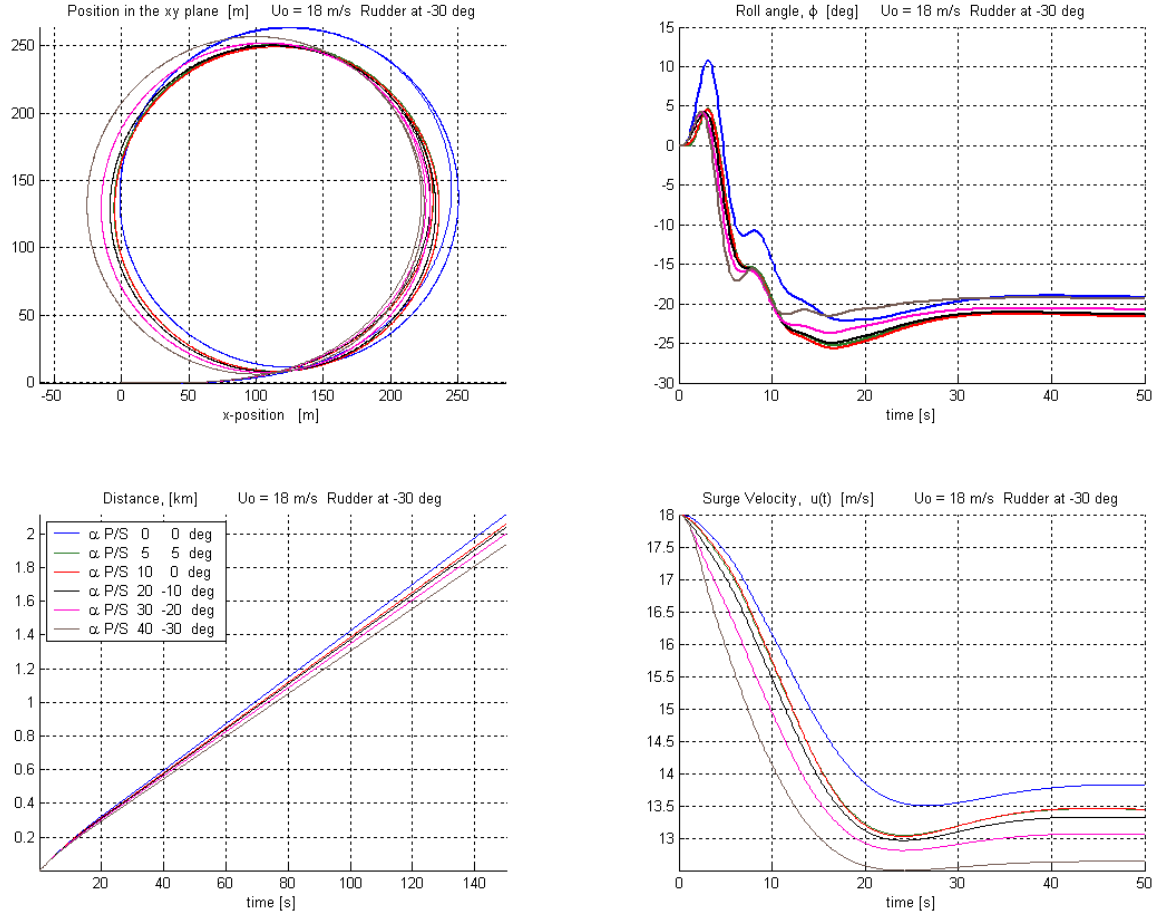 Position in the xy plane [m] Uo = 18 m/s Rudder at -30 deg
250
200
150
100
50
0
-50 0 50 100 150 200 250
x-position [m]
Roll angle, ϕ [deg] Uo = 18 m/s Rudder at -30 deg
15
10
5
0
-5
-10
-15
-20
-25
-30
0 10 20 30 40 50
time [s]
Distance, [km] Uo = 18 m/s Rudder at -30 deg
2
1.8
1.6
1.4
1.2
1
0.8
0.6
0.4
0.2
α P/S 0 0 deg
α P/S 5 5 deg
α P/S 10 0 deg
α P/S 20 -10 deg
α P/S 30 -20 deg
α P/S 40 -30 deg
20 40 60 80 100 120 140
time [s]
Surge Velocity, u(t) [m/s] Uo = 18 m/s Rudder at -30 deg
18
17.5
17
16.5
16
15.5
15
14.5
14
13.5
13
0 10 20 30 40 50
time [s]